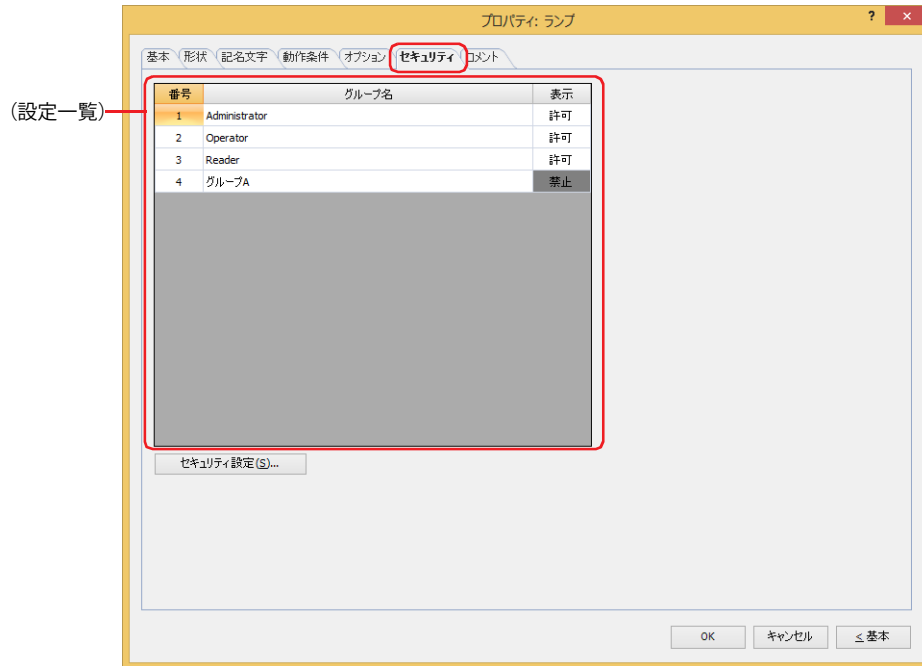 プロパティ: ランプ
? ×
基本 形状 記名文字 動作条件 オプション セキュリティ コメント
(設定一覧)
番号 グループ名 表示
1 Administrator 許可
2 Operator 許可
3 Reader 許可
4 グループA 禁止
セキュリティ設定(S)...
OK キャンセル < 基本